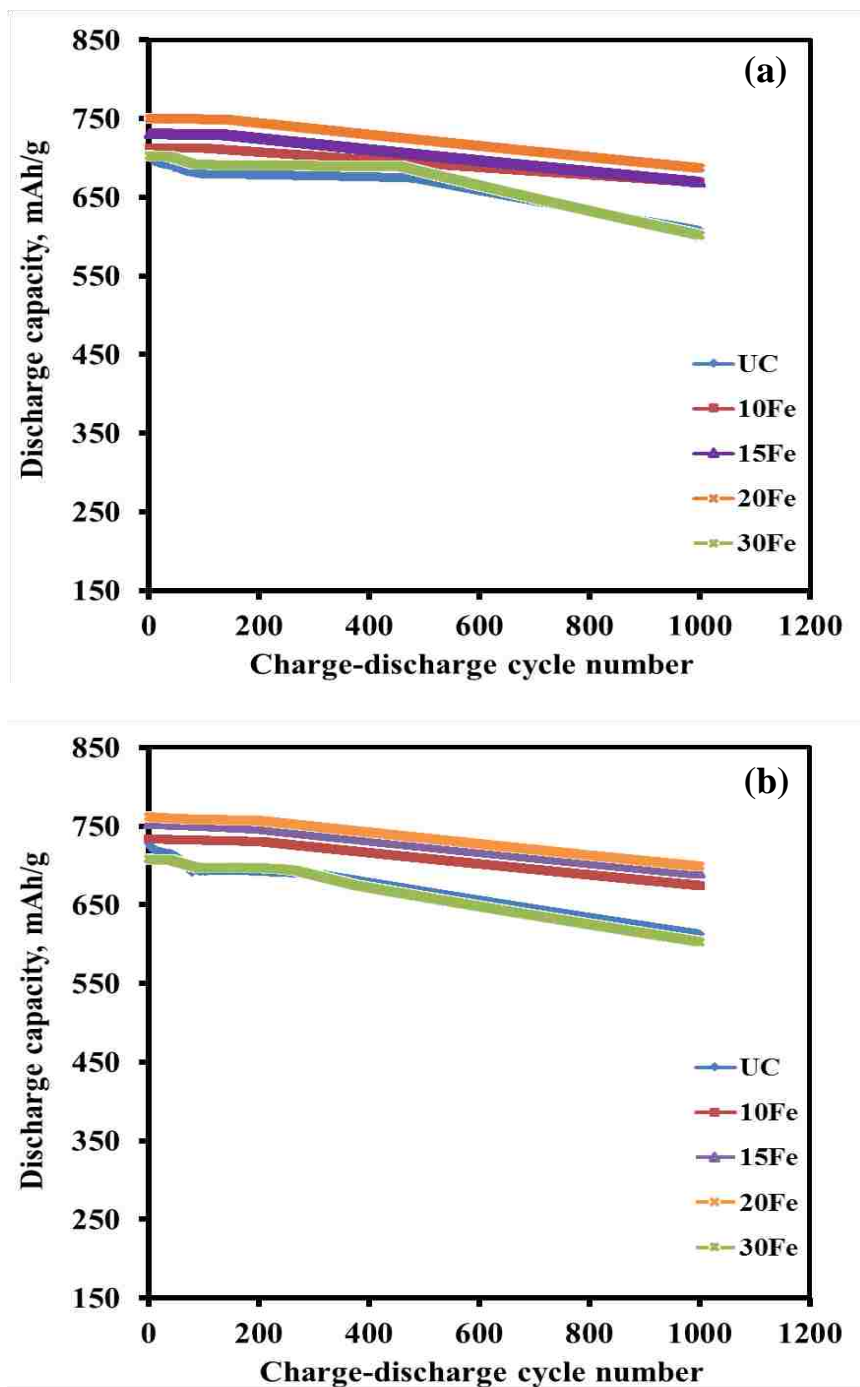 (a)
Discharge capacity, mAh/g
850
750
650
550
450
350
250
150
UC
10Fe
15Fe
20Fe
30Fe
0 200 400 600 800 1000 1200
Charge-discharge cycle number
(b)
Discharge capacity, mAh/g
850
750
650
550
450
350
250
150
UC
10Fe
15Fe
20Fe
30Fe
0 200 400 600 800 1000 1200
Charge-discharge cycle number